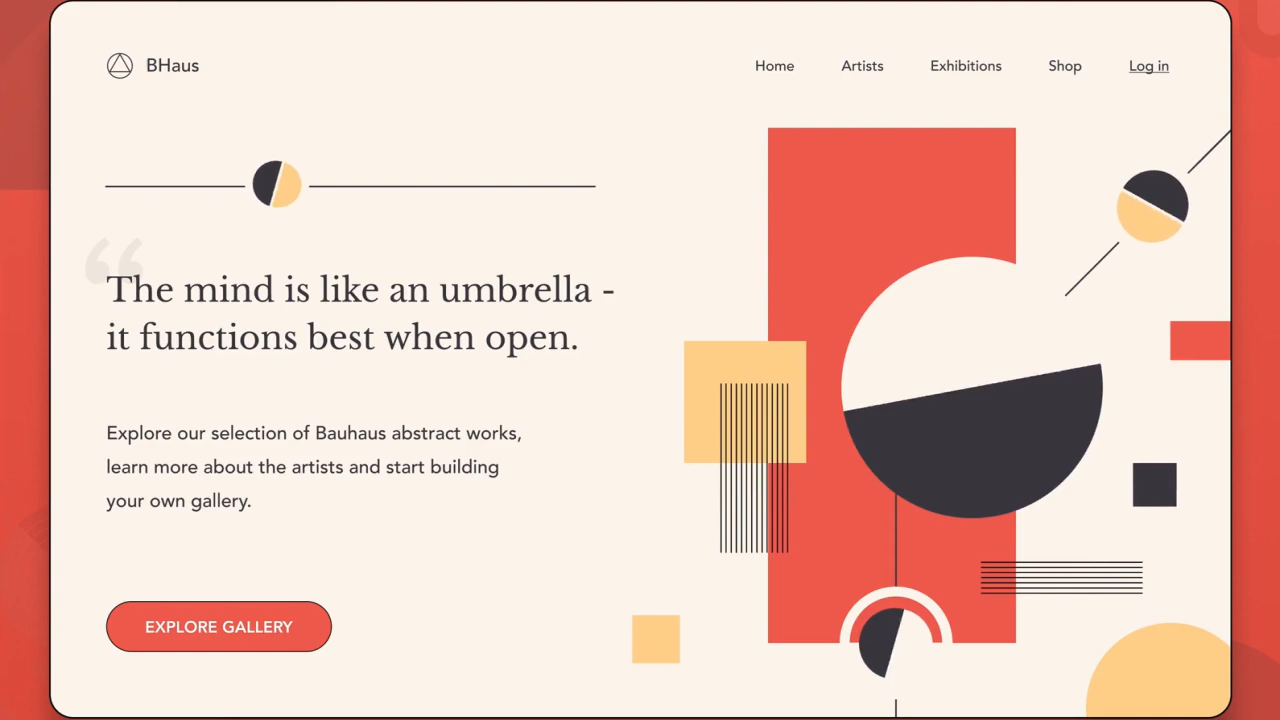 BHaus
Home Artists Exhibitions Shop Log in
“
The mind is like an umbrella -
it functions best when open.
Explore our selection of Bauhaus abstract works,
learn more about the artists and start building
your own gallery.
EXPLORE GALLERY